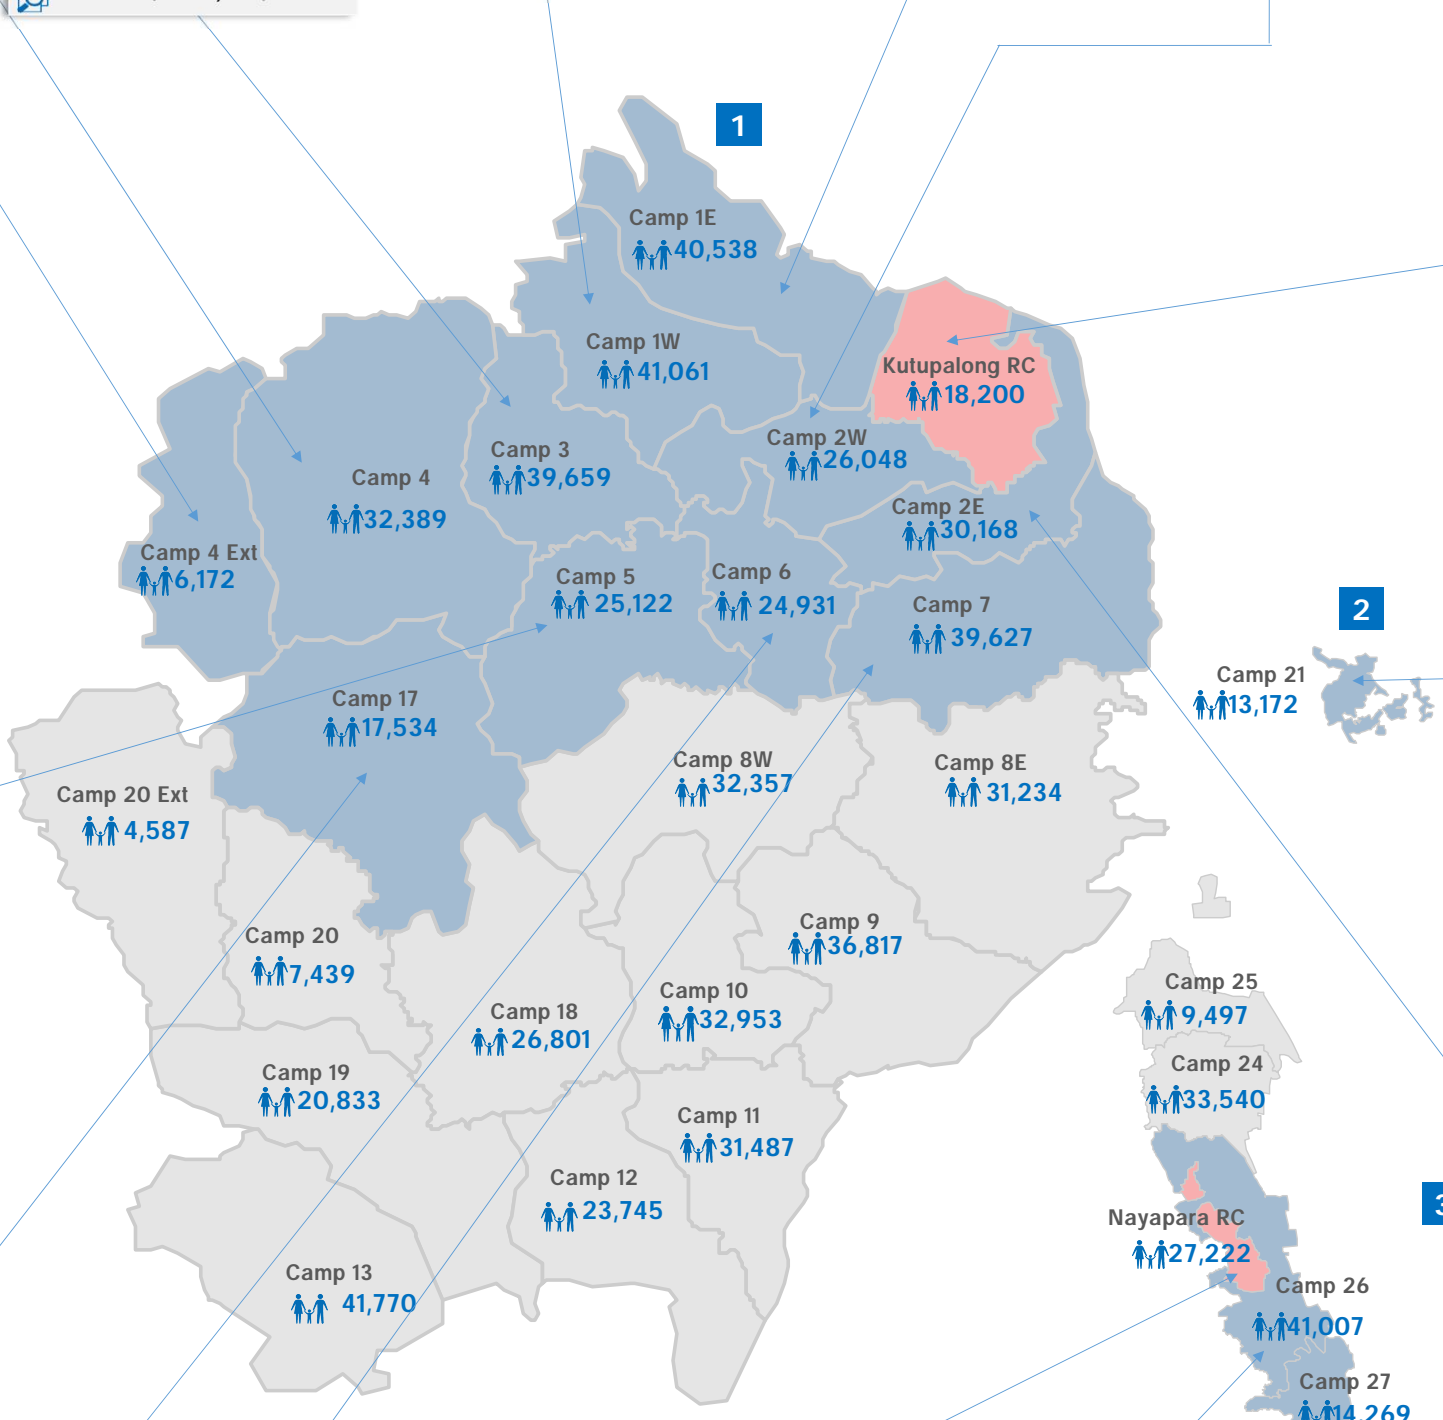 1
Camp 1E
40,538
Camp 1W
41,061
Kutupalong RC
18,200
Camp 2W
26,048
Camp 3
39,659
Camp 4
32,389
Camp 2E
30,168
Camp 4 Ext
6,172
Camp 5
25,122
Camp 6
24,931
Camp 7
39,627
2
Camp 21
13,172
Camp 17
17,534
Camp 8W
32,357
Camp 8E
31,234
Camp 20 Ext
4,587
Camp 20
7,439
Camp 9
36,817
Camp 18
26,801
Camp 10
32,953
Camp 25
9,497
Camp 24
33,540
Camp 19
20,833
Camp 11
31,487
Camp 12
23,745
3
Nayapara RC
27,222
Camp 13
41,770
Camp 26
41,007
Camp 27
14,269